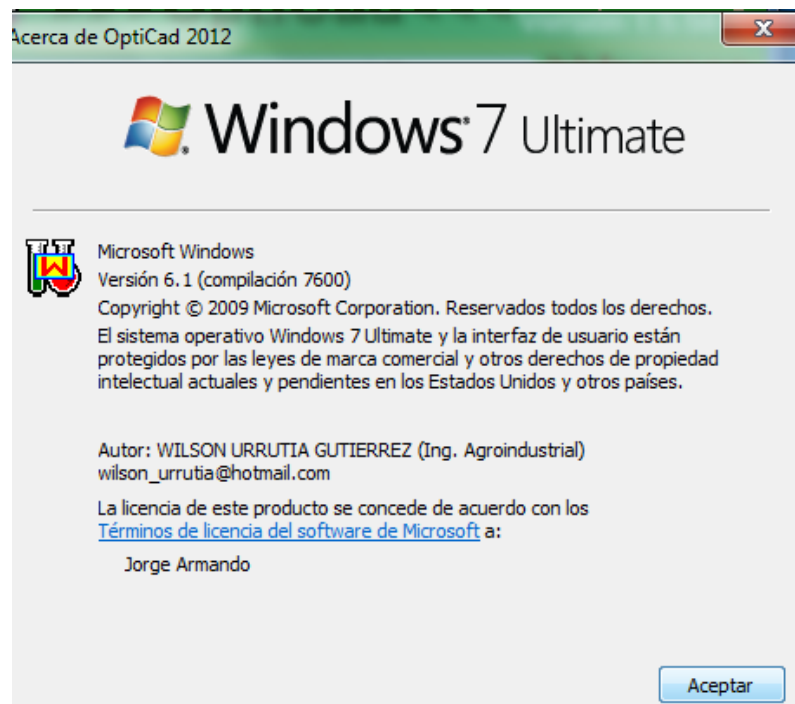 Acerca de OptiCad 2012
Windows 7 Ultimate
Microsoft Windows
Versión 6.1 (compilación 7600)
Copyright © 2009 Microsoft Corporation. Reservados todos los derechos.
El sistema operativo Windows 7 Ultimate y la interfaz de usuario están
protegidos por las leyes de marca comercial y otros derechos de propiedad
intelectual actuales y pendientes en los Estados Unidos y otros países.
Autor: WILSON URRUTIA GUTIERREZ (Ing. Agroindustrial)
wilson_urrutia@hotmail.com
La licencia de este producto se concede de acuerdo con los
Términos de licencia del software de Microsoft a:
Jorge Armando
Aceptar